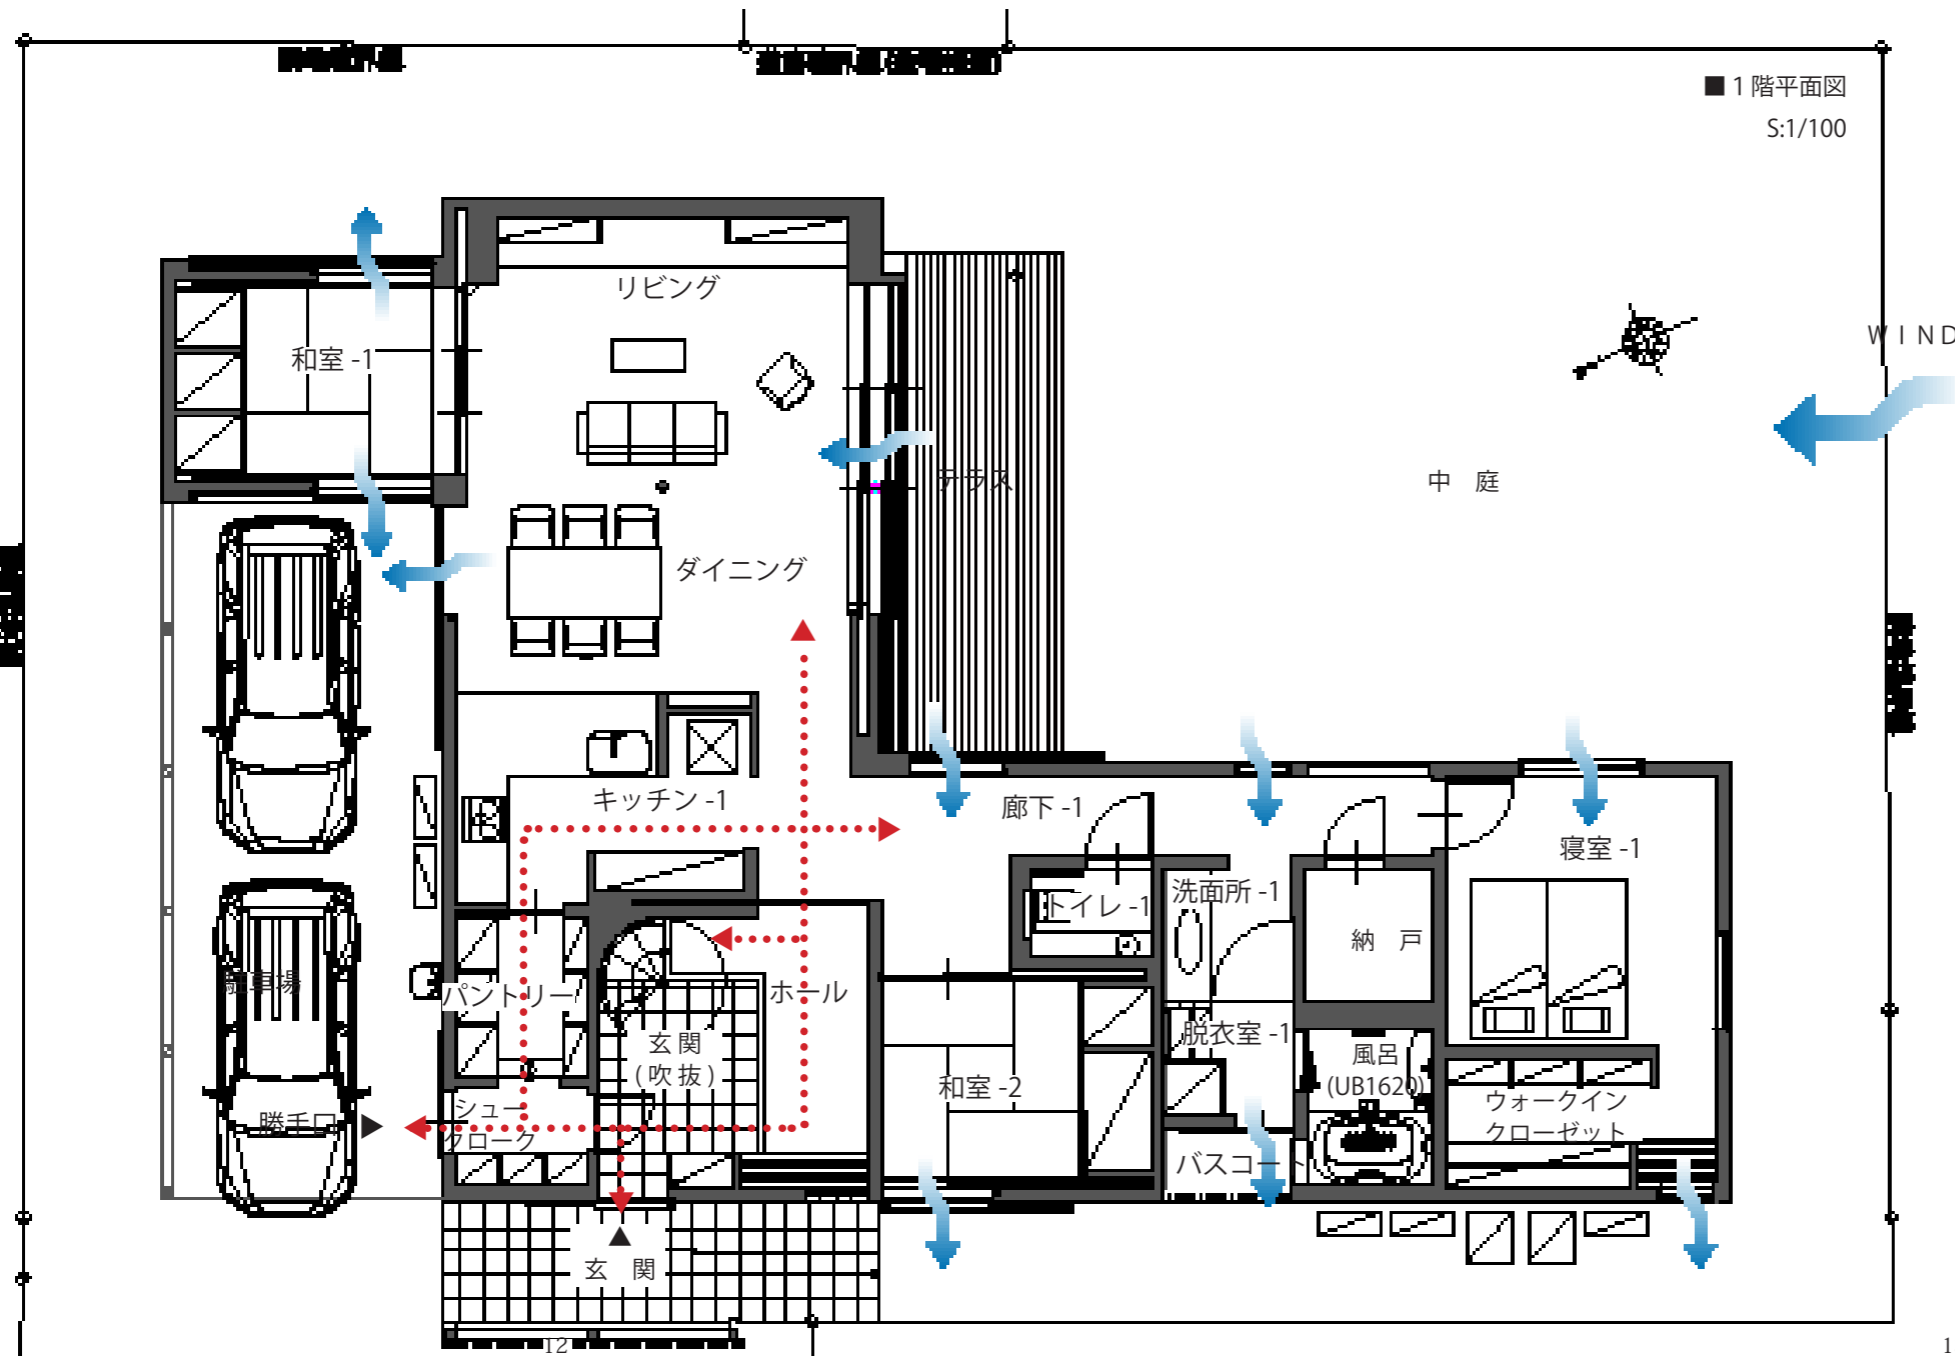 ■ 1 階平面図
S:1/100
リビング
WIND
和室 -1
テラス
中 庭
ダイニング
キッチン -1
廊下 -1
寝室 -1
洗面所 -1
トイレ -1
納 戸
駐車場
パントリー
ホール
玄関
(吹抜)
脱衣室 -1
風呂
(UB1620)
和室 -2
シュー
クローク
ウォークイン
クローゼット
勝手口 ▶
バスコート
▲
玄 関
12
1